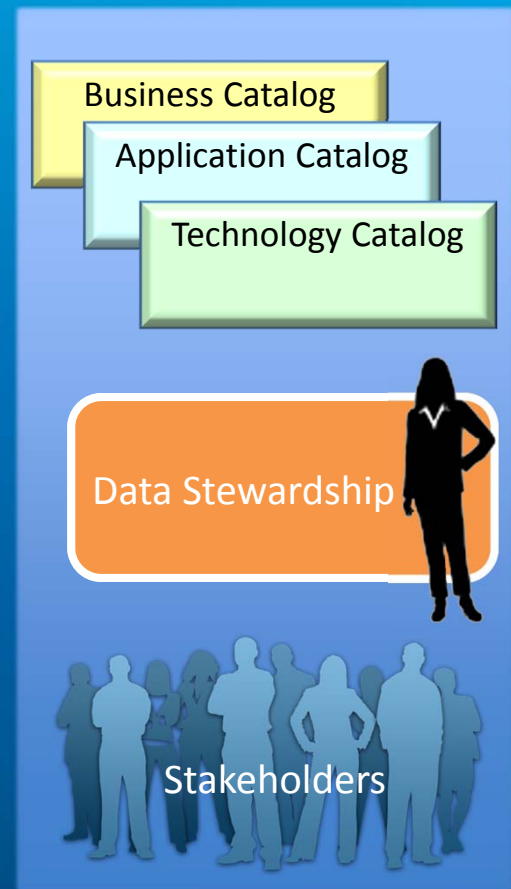 Business Catalog
Application Catalog
Technology Catalog
Data Stewardship
Stakeholders